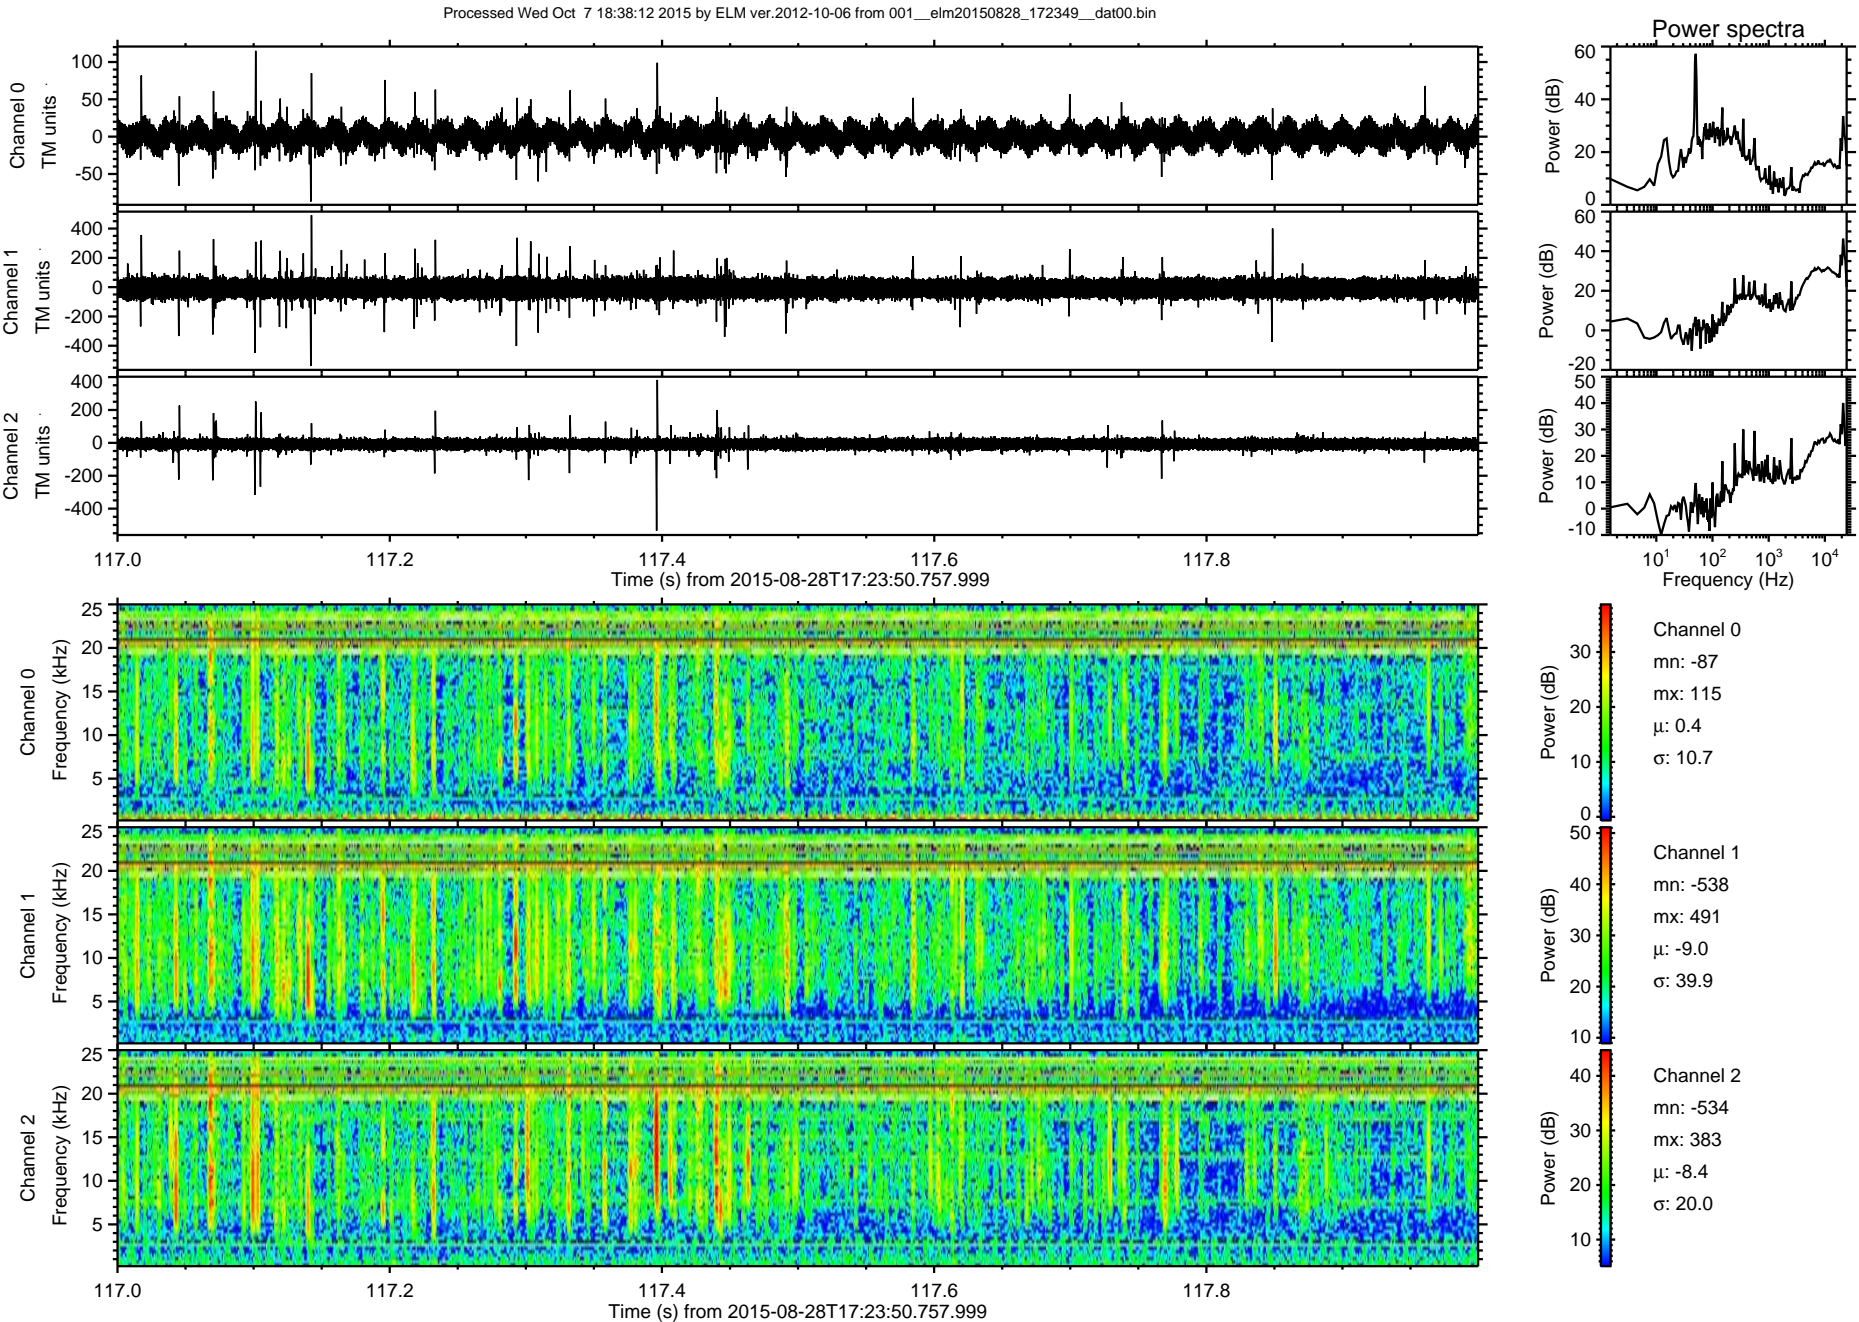 Processed Wed Oct  7 18:38:12 2015 by ELM ver.2012-10-06 from 001__elm20150828_172349__dat00.bin
Power spectra
Channel 0
TM units
100
50
0
-50
Power (dB)
60
40
20
0
Channel 1
TM units
400
200
0
-200
-400
Power (dB)
60
40
20
0
-20
Channel 2
TM units
400
200
0
-200
-400
Power (dB)
50
40
30
20
10
0
-10
117.0 117.2 117.4 117.6 117.8
Time (s) from 2015-08-28T17:23:50.757.999
10^1 10^2 10^3 10^4
Frequency (Hz)
Channel 0
Frequency (kHz)
25
20
15
10
5
Power (dB)
30
20
10
0
Channel 0
mn: -87
mx: 115
µ: 0.4
σ: 10.7
Channel 1
Frequency (kHz)
25
20
15
10
5
Power (dB)
50
40
30
20
10
Channel 1
mn: -538
mx: 491
µ: -9.0
σ: 39.9
Channel 2
Frequency (kHz)
25
20
15
10
5
Power (dB)
40
30
20
10
Channel 2
mn: -534
mx: 383
µ: -8.4
σ: 20.0
117.0 117.2 117.4 117.6 117.8
Time (s) from 2015-08-28T17:23:50.757.999